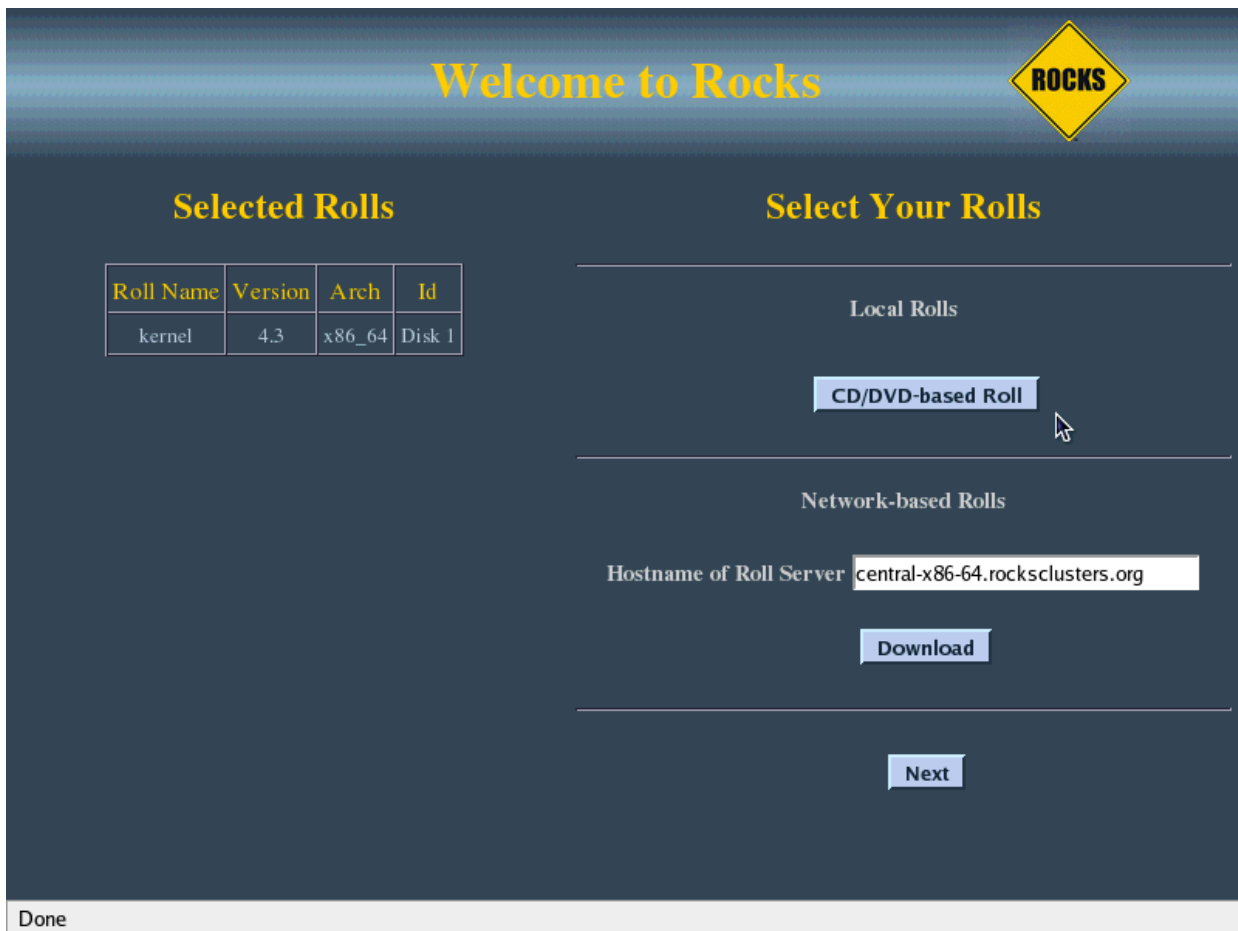 Welcome to Rocks
ROCKS
Selected Rolls
Roll Name Version Arch Id
kernel 4.3 x86_64 Disk 1
Select Your Rolls
Local Rolls
CD/DVD-based Roll
Network-based Rolls
Hostname of Roll Server central-x86-64.rocksclusters.org
Download
Next
Done